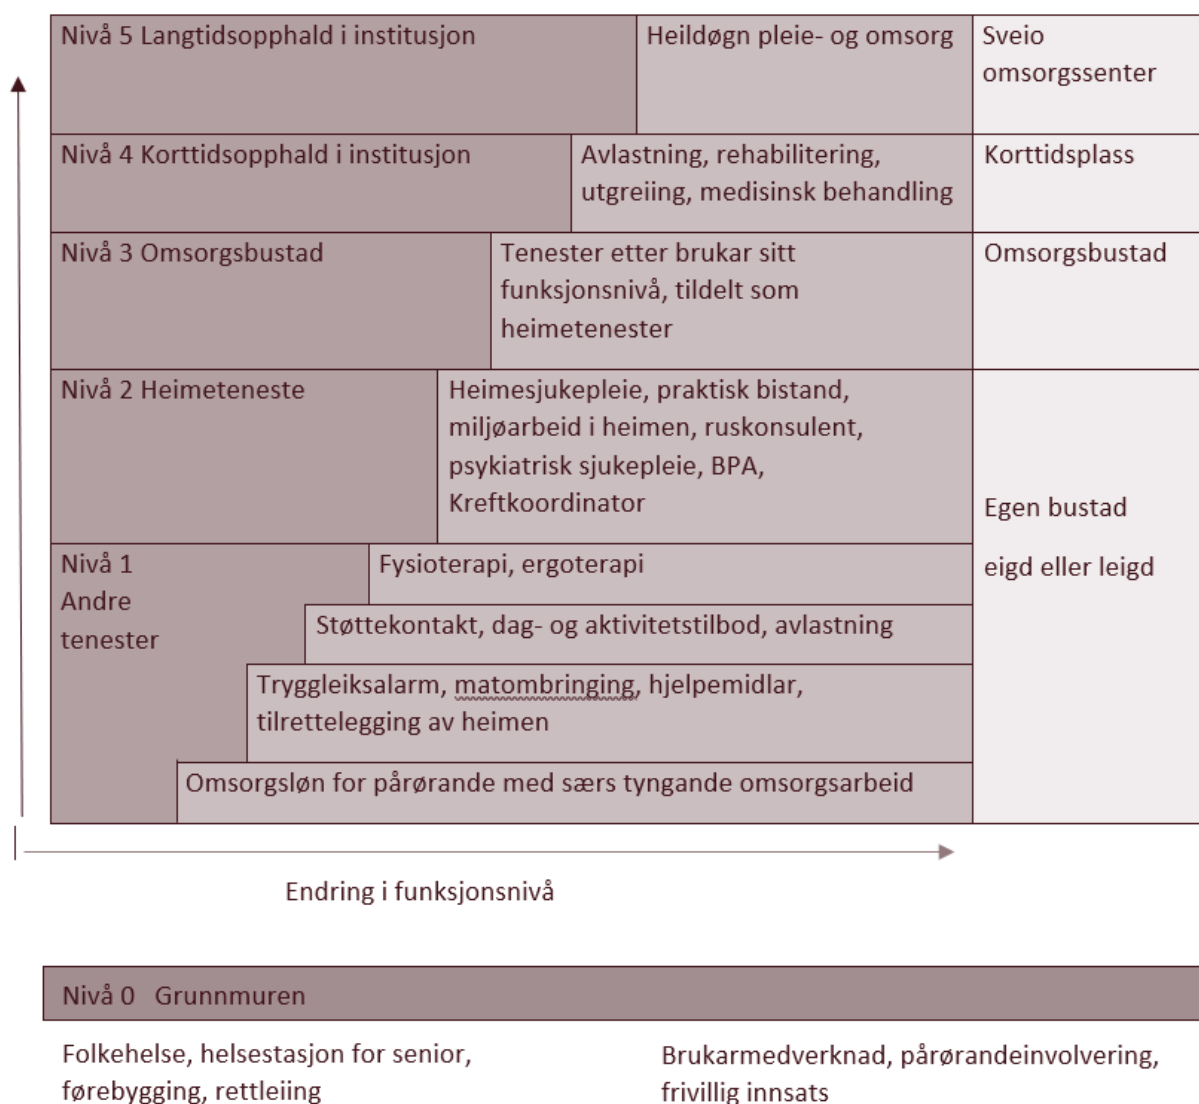 Nivå 5 Langtidsopphald i institusjon
Heildøgn pleie- og omsorg
Sveio
omsorgssenter
Nivå 4 Korttidsopphald i institusjon
Avlastning, rehabilitering,
utgreiing, medisinsk behandling
Korttidsplass
Nivå 3 Omsorgsbustad
Tenester etter brukar sitt
funksjonsnivå, tildelt som
heimetenester
Omsorgsbustad
Nivå 2 Heimeteneste
Heimesjukepleie, praktisk bistand,
miljøarbeid i heimen, ruskonsulent,
psykiatrisk sjukepleie, BPA,
Kreftkoordinator
Egen bustad
eigd eller leigd
Nivå 1
Andre
tenester
Fysioterapi, ergoterapi
Støttekontakt, dag- og aktivitetstilbod, avlastning
Tryggleiksalarm, matombringing, hjelpemidlar,
tilrettelegging av heimen
Omsorgsløn for pårørande med særs tyngande omsorgsarbeid
Endring i funksjonsnivå
Nivå 0 Grunnmuren
Folkehelse, helsestasjon for senior,
førebygging, rettleiing
Brukarmedverknad, pårørandeinvolvering,
frivillig innsats